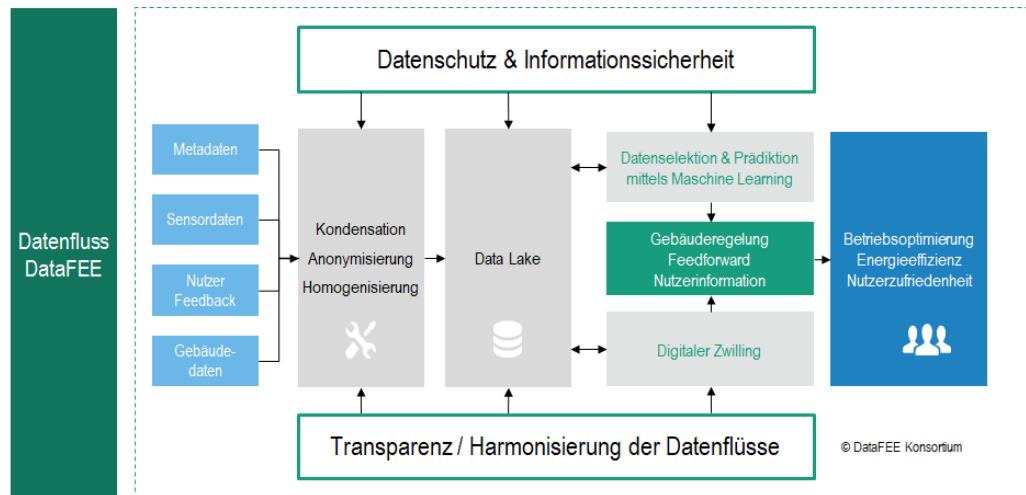 Datenfluss
DataFEE
Datenschutz & Informationssicherheit
Metadaten
Sensordaten
Nutzer
Feedback
Gebäude-
daten
Kondensation
Anonymisierung
Homogenisierung
Data Lake
Datenselektion & Prädiktion
mittels Maschine Learning
Gebäuderegelung
Feedforward
Nutzerinformation
Digitaler Zwilling
Betriebsoptimierung
Energieeffizienz
Nutzerzufriedenheit
Transparenz / Harmonisierung der Datenflüsse
© DataFEE Konsortium